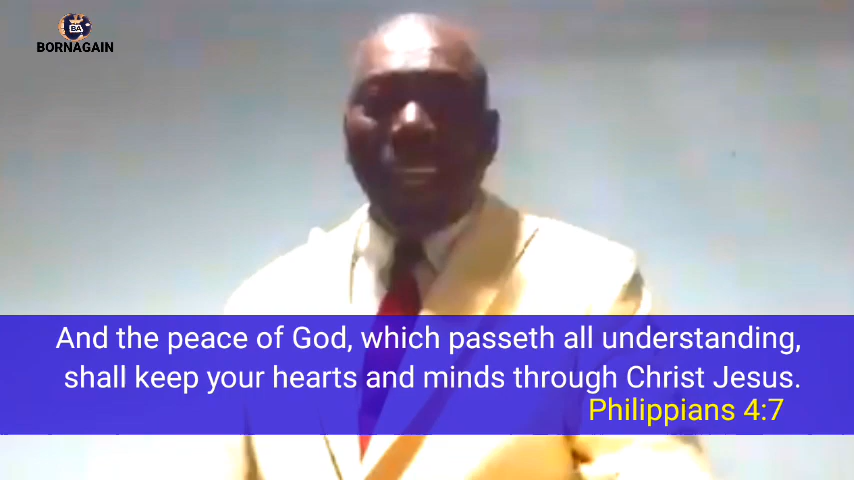 BA
BORNAGAIN
And the peace of God, which passeth all understanding,
shall keep your hearts and minds through Christ Jesus.
Philippians 4:7